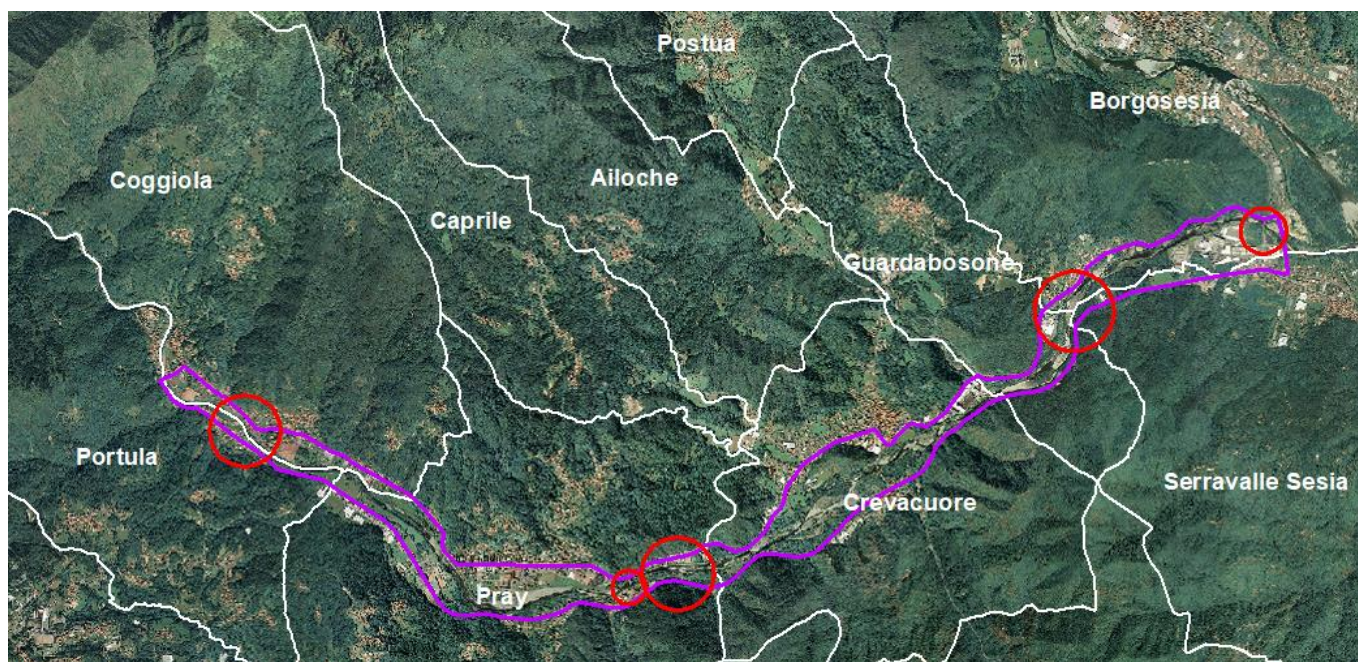 Postua
Borgosesia
Coggiola
Ailoche
Caprile
Guardabosone
Portula
Crevacuore
Serravalle Sesia
Pray